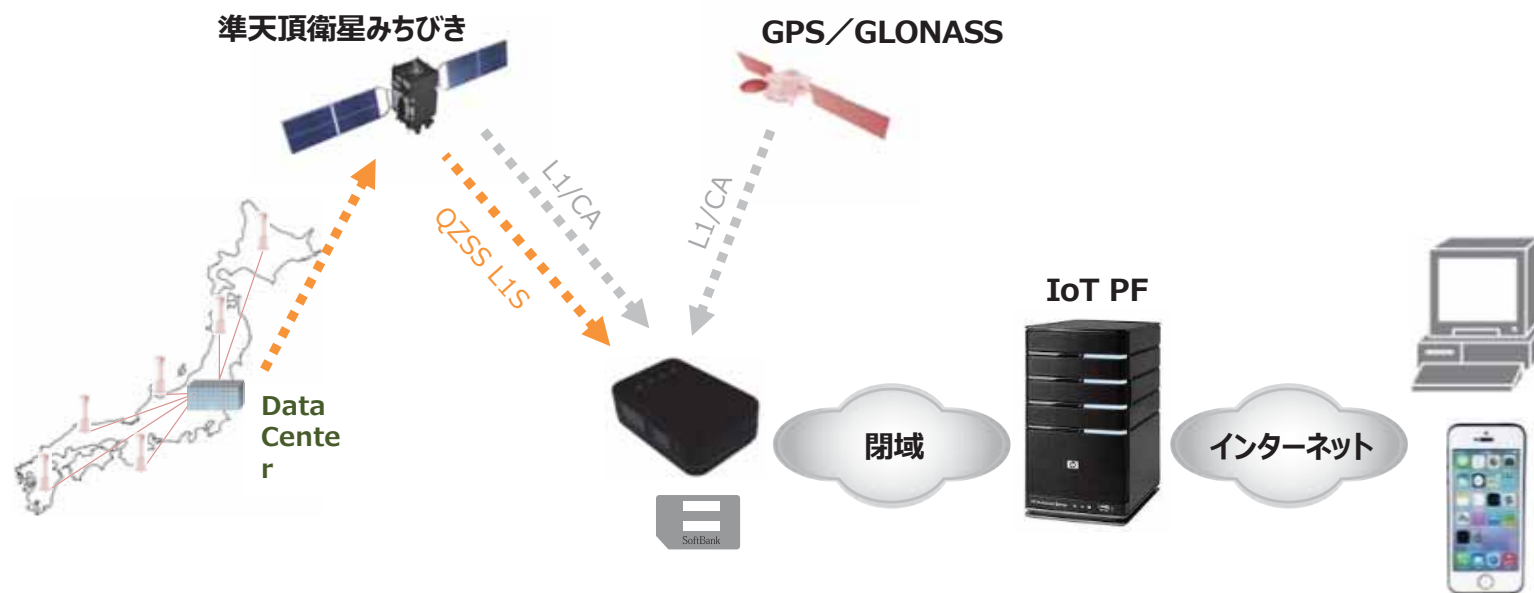 準天頂衛星みちびき
GPS／GLONASS
L1/CA
L1/CA
QZSS L1S
IoT PF
Data
Cente
r
閉域
インターネット
hp
SoftBank